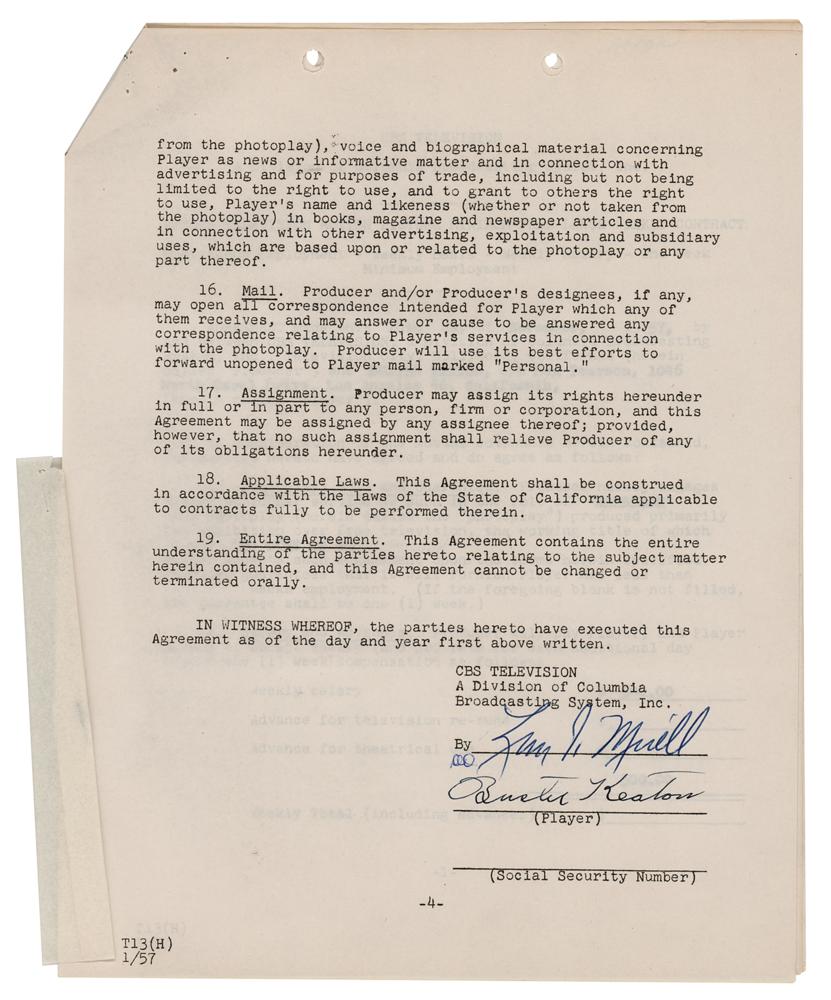 from the photoplay), voice and biographical material concerning
Player as news or informative matter and in connection with
advertising and for purposes of trade, including but not being
limited to the right to use, and to grant to others the right
to use, Player's name and likeness (whether or not taken from
the photoplay) in books, magazine and newspaper articles and
in connection with other advertising, exploitation and subsidiary
uses, which are based upon or related to the photoplay or any
part thereof.
16. Mail. Producer and/or Producer's designees, if any,
may open all correspondence intended for Player which any of
them receives, and may answer or cause to be answered any
correspondence relating to Player's services in connection
with the photoplay. Producer will use its best efforts to
forward unopened to Player mail marked "Personal."
17. Assignment. Producer may assign its rights hereunder
in full or in part to any person, firm or corporation, and this
Agreement may be assigned by any assignee thereof; provided,
however, that no such assignment shall relieve Producer of any
of its obligations hereunder.
18. Applicable Laws. This Agreement shall be construed
in accordance with the laws of the State of California applicable
to contracts fully to be performed therein.
19. Entire Agreement. This Agreement contains the entire
understanding of the parties hereto relating to the subject matter
herein contained, and this Agreement cannot be changed or
terminated orally.
IN WITNESS WHEREOF, the parties hereto have executed this
Agreement as of the day and year first above written.
CBS TELEVISION
A Division of Columbia
Broadcasting System, Inc.
By
Buster Keaton
(Player)
(Social Security Number)
-4-
T13(H)
1/57